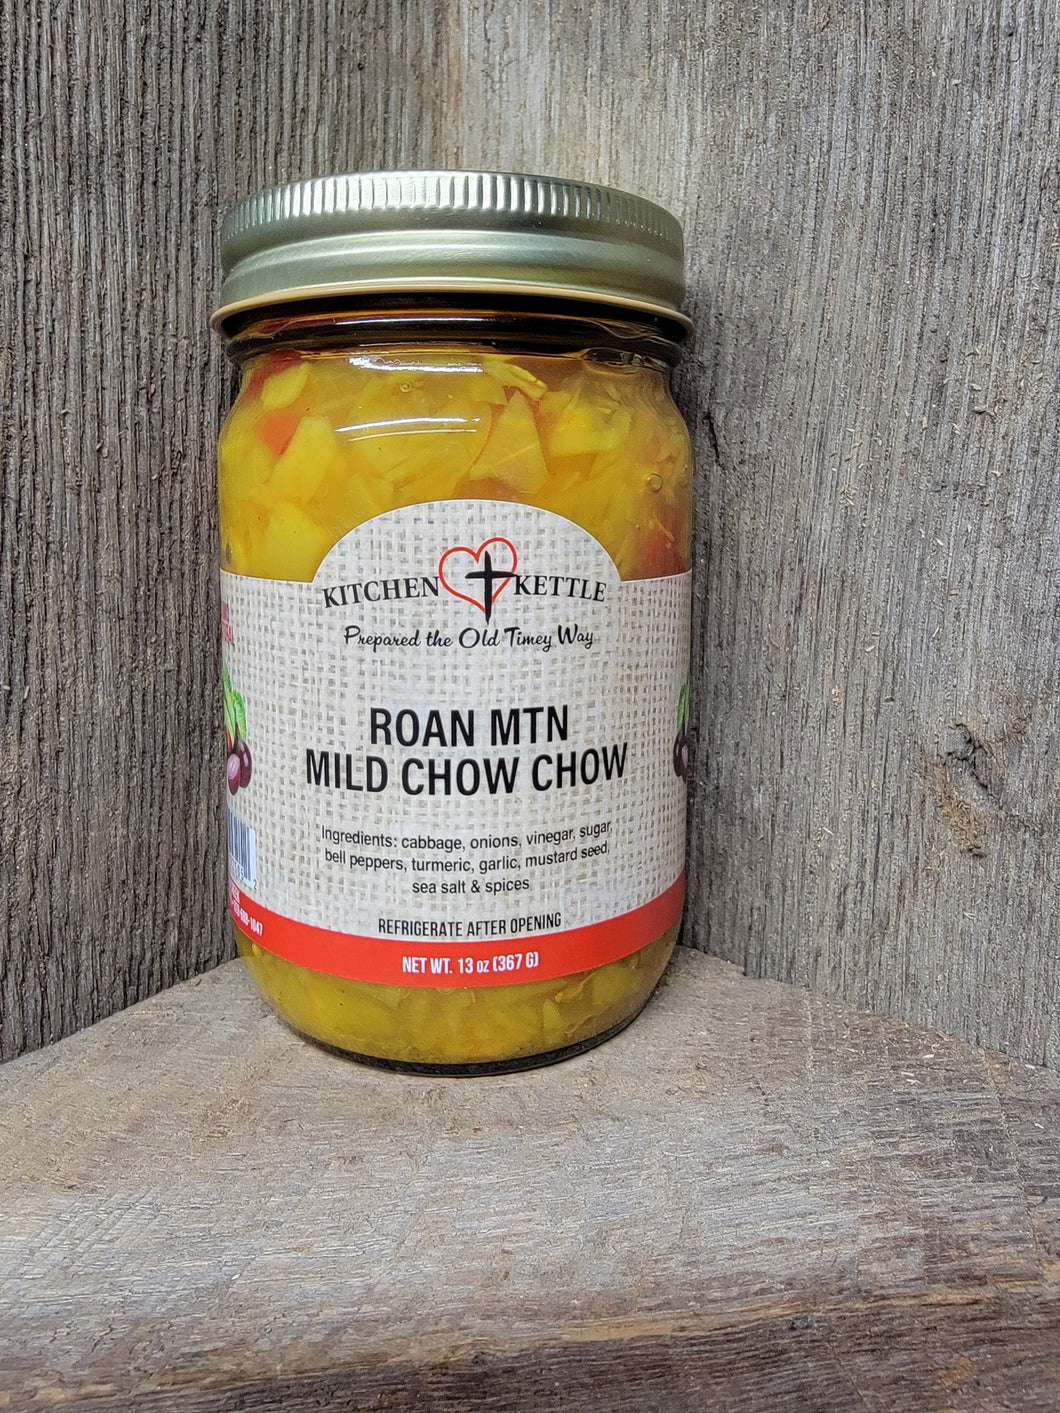 KITCHEN KETTLE
Prepared the Old Timey Way
ROAN MTN
MILD CHOW CHOW
Ingredients: cabbage, onions, vinegar, sugar,
bell peppers, turmeric, garlic, mustard seed,
sea salt & spices
REFRIGERATE AFTER OPENING
NET WT. 13 oz (367 G)